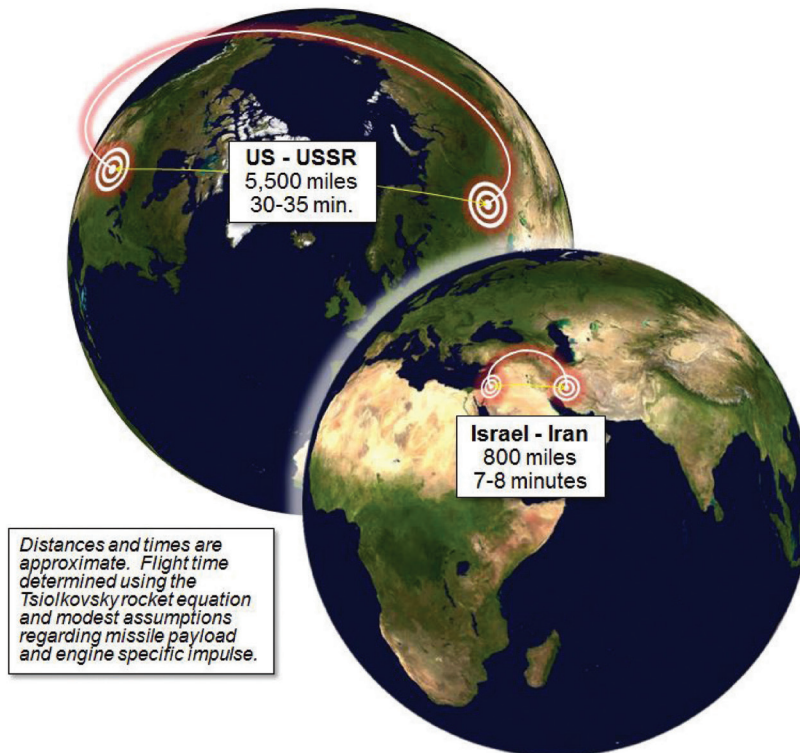 US - USSR
5,500 miles
30-35 min.
Israel - Iran
800 miles
7-8 minutes
Distances and times are
approximate. Flight time
determined using the
Tsiolkovsky rocket equation
and modest assumptions
regarding missile payload
and engine specific impulse.